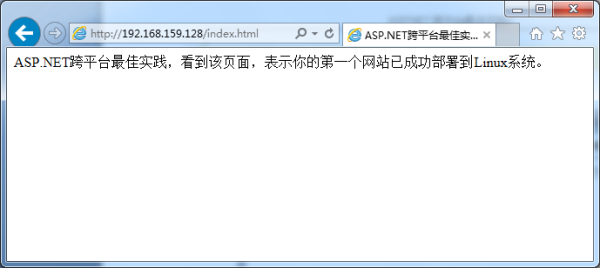 http://192.168.159.128/index.html
ASP.NET跨平台最佳实...
ASP.NET跨平台最佳实践，看到该页面，表示你的第一个网站已成功部署到Linux系统。